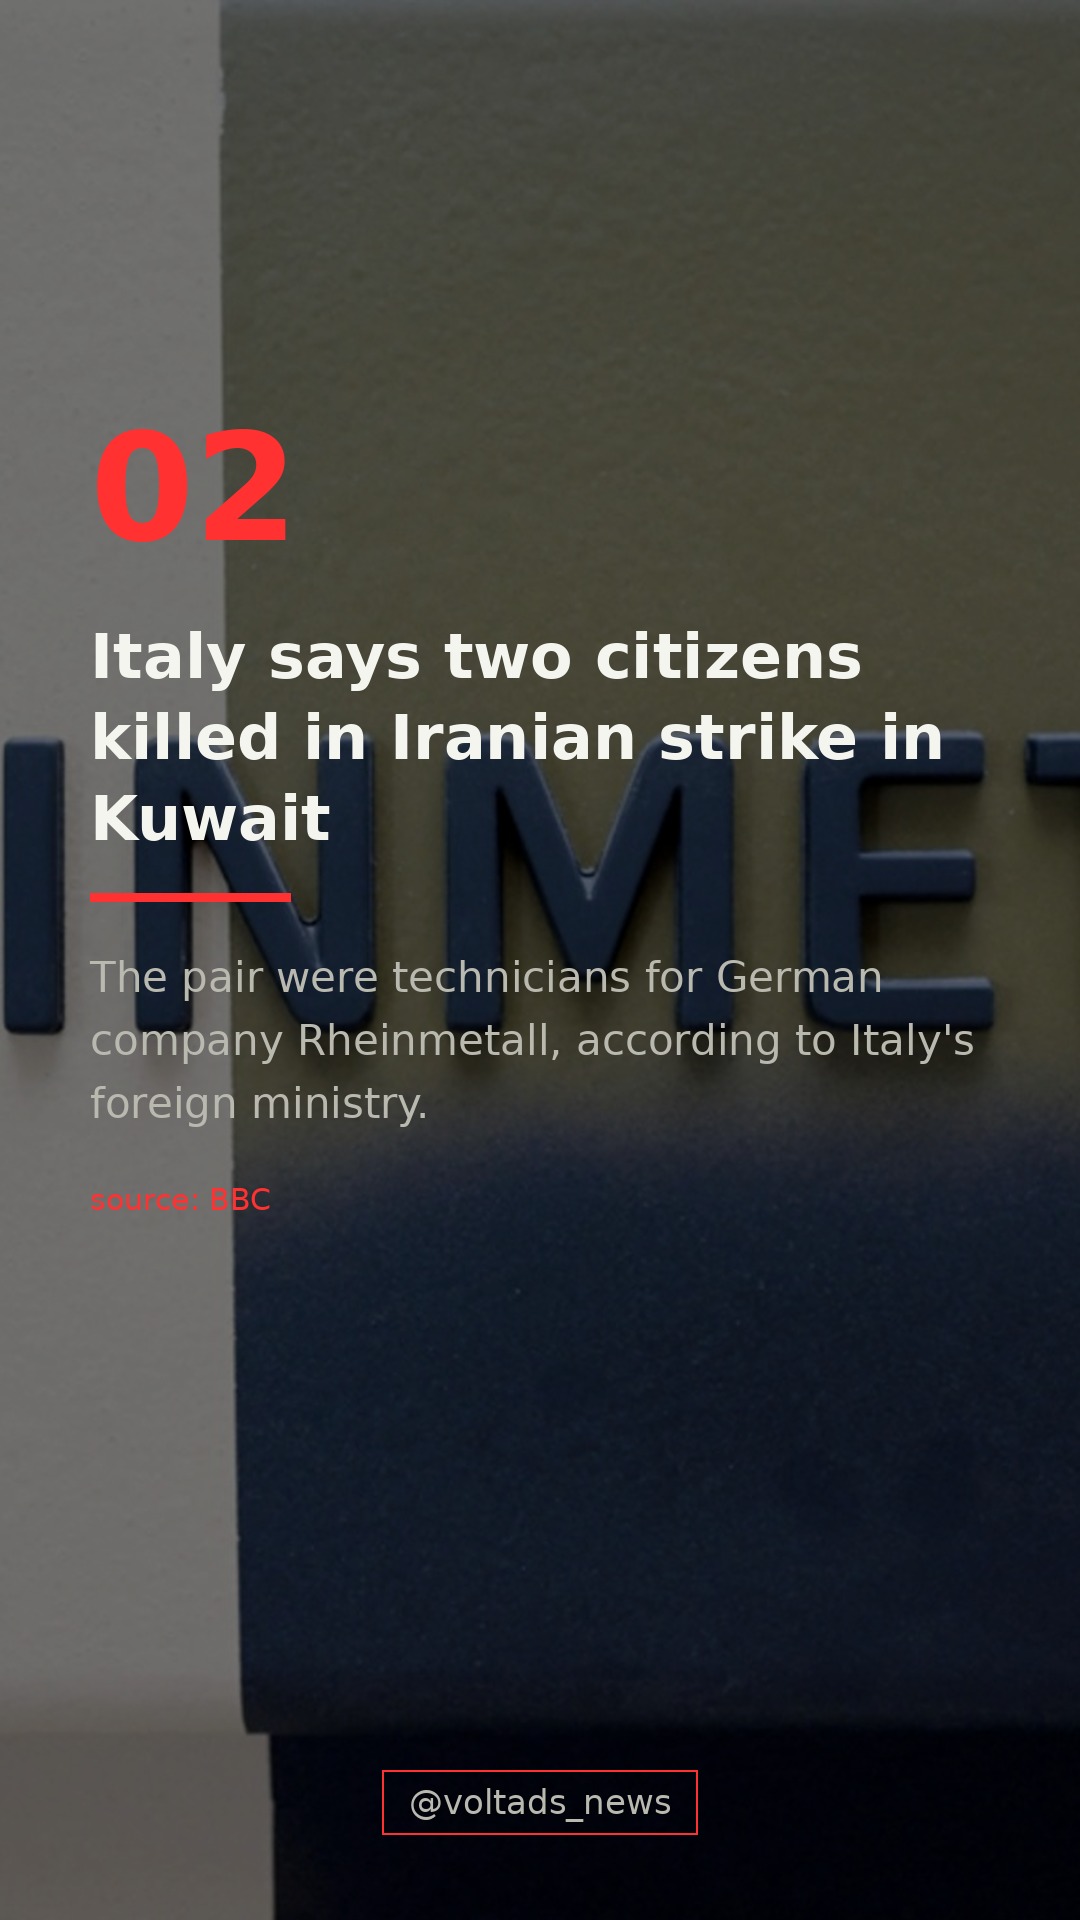 02
Italy says two citizens
killed in Iranian strike in
Kuwait
INMET
The pair were technicians for German
company Rheinmetall, according to Italy's
foreign ministry.
source: BBC
@voltads_news